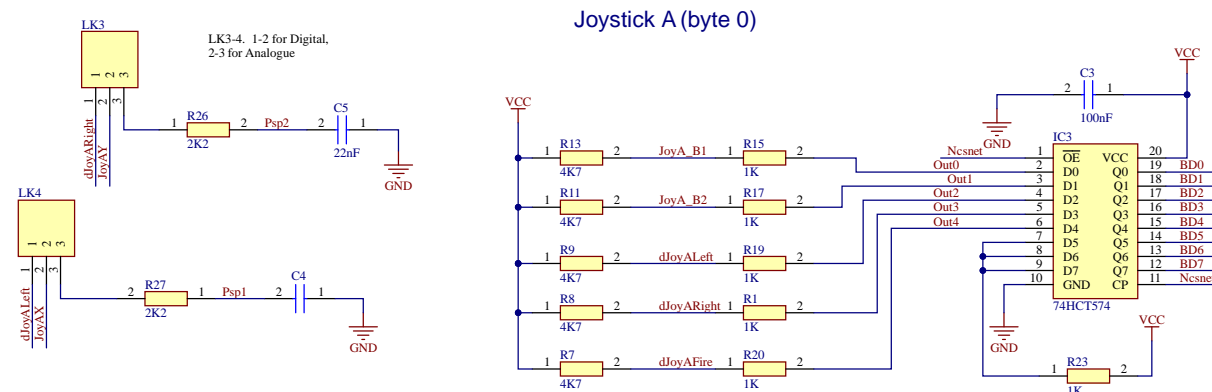 Joystick A (byte 0)
LK3
LK3-4. 1-2 for Digital,
2-3 for Analogue
1 2 3
dJoyARight
JoyAY
1 R26 2 Psp2 2 C5 1
2K2 22nF
GND
LK4
1 2 3
dJoyALeft
JoyAX
2 R27 1 Psp1 2 C4 1
2K2
GND
VCC
1 R13 2 JoyA_B1 1 R15 2
4K7 1K
1 R11 2 JoyA_B2 1 R17 2
4K7 1K
1 R9 2 dJoyALeft 1 R19 2
4K7 1K
1 R8 2 dJoyARight 1 R1 2
4K7 1K
1 R7 2 dJoyAFire 1 R20 2
4K7 1K
VCC
2 C3 1
100nF
GND
IC3
Ncsnet 1 OE VCC 20
Out0 2 D0 Q0 19 BD0
Out1 3 D1 Q1 18 BD1
Out2 4 D2 Q2 17 BD2
Out3 5 D3 Q3 16 BD3
Out4 6 D4 Q4 15 BD4
7 D5 Q5 14 BD5
8 D6 Q6 13 BD6
9 D7 Q7 12 BD7
10 GND CP 11 Ncsne
74HCT574
GND
VCC
1 R23 2
1K